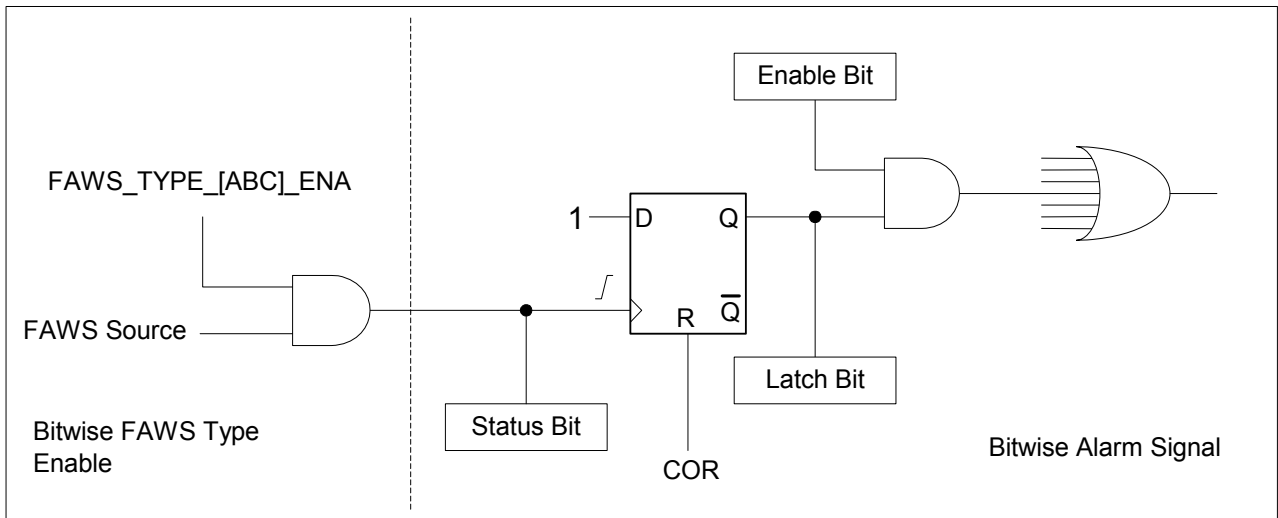 Enable Bit
FAWS_TYPE_[ABC]_ENA
1
D
Q
FAWS Source
R
Q̅
Latch Bit
Status Bit
Bitwise FAWS Type
Enable
COR
Bitwise Alarm Signal